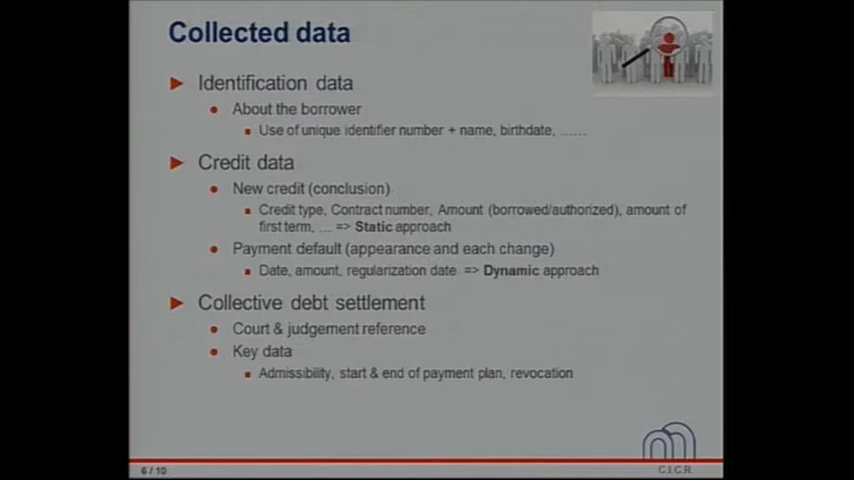 Collected data
Identification data
About the borrower
Use of unique identifier number + name, birthdate, ......
Credit data
New credit (conclusion)
Credit type, Contract number, Amount (borrowed/authorized), amount of
first term, ... => Static approach
Payment default (appearance and each change)
Date, amount, regularization date => Dynamic approach
Collective debt settlement
Court & judgement reference
Key data
Admissibility, start & end of payment plan, revocation
6 / 10
C.I.C.R.